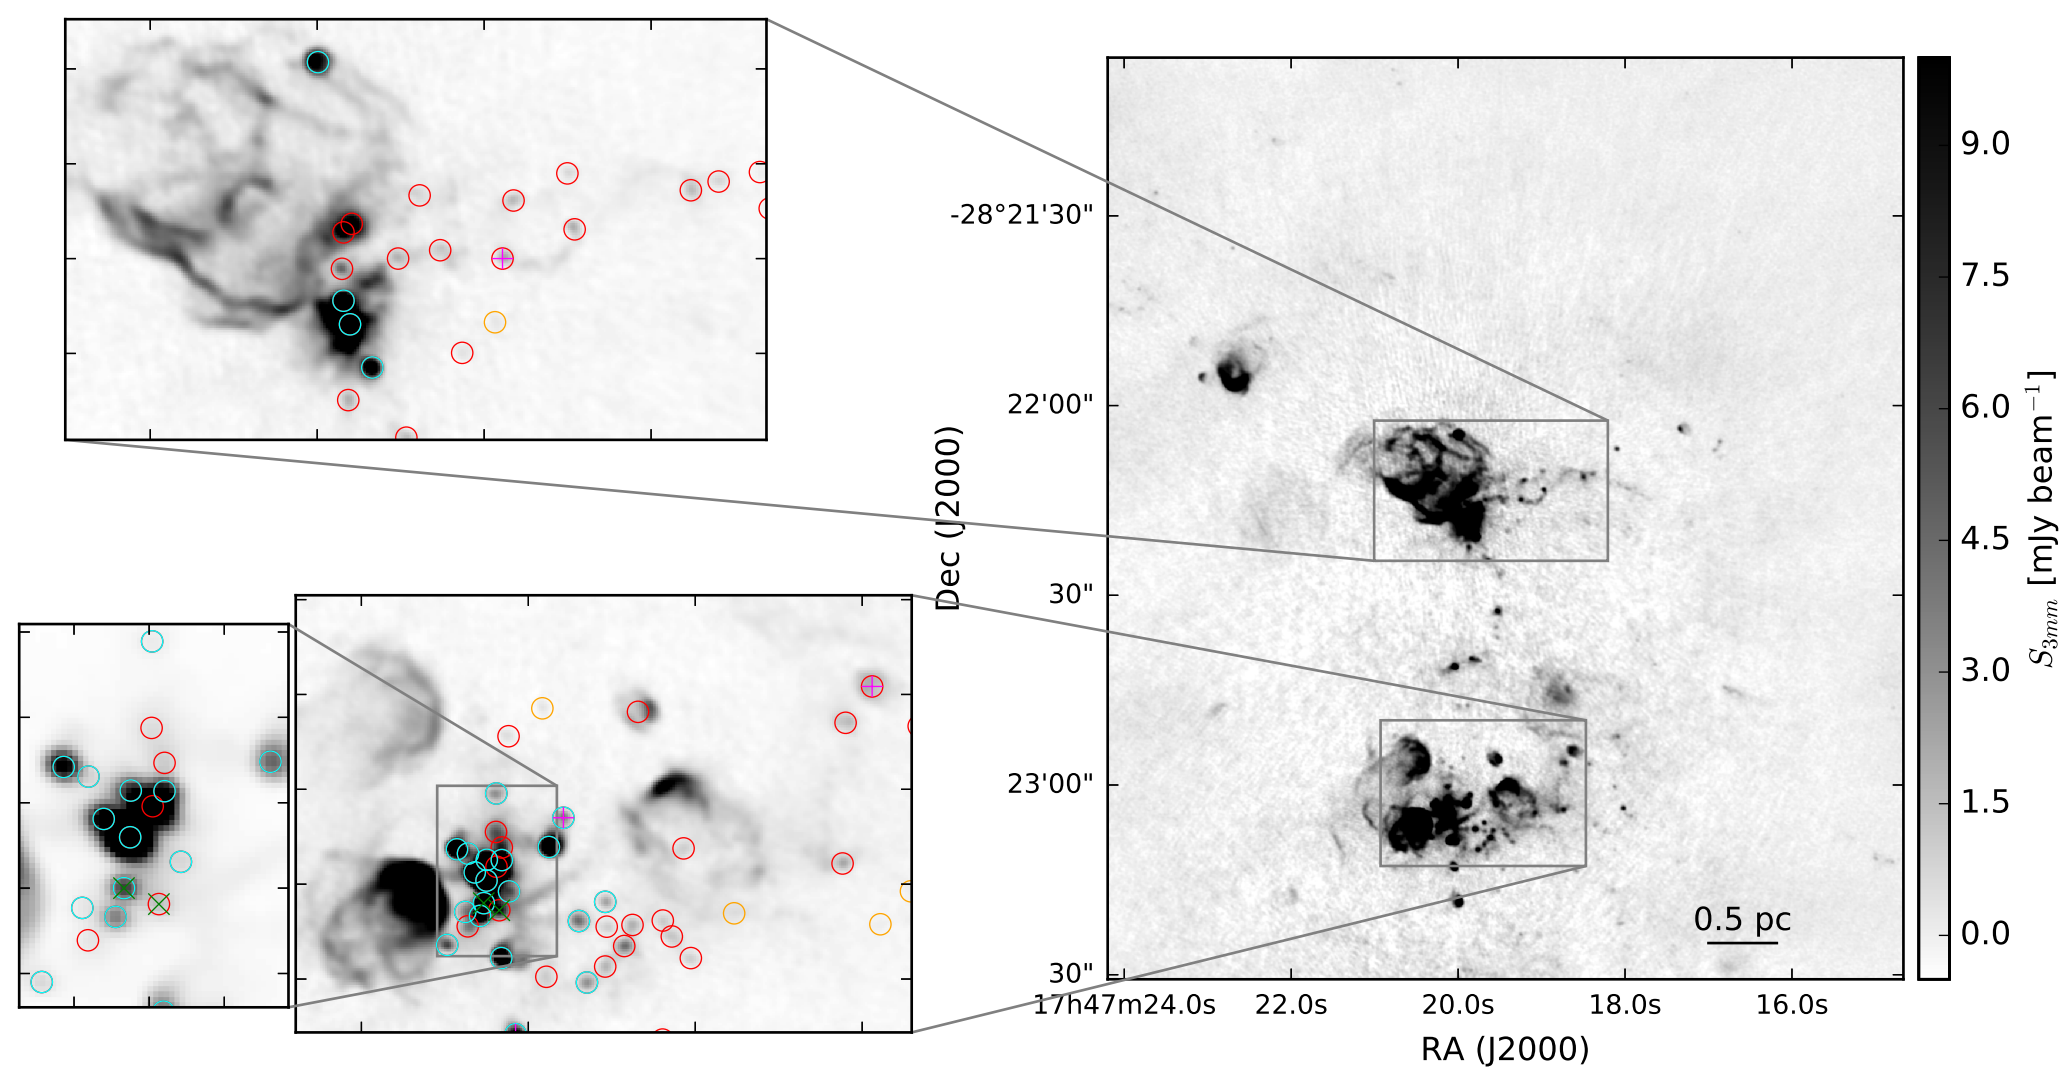 -28°21'30"
22'00"
30"
23'00"
30"
Dec (J2000)
17h47m24.0s 22.0s 20.0s 18.0s 16.0s
RA (J2000)
0.5 pc
9.0
7.5
6.0
4.5
3.0
1.5
0.0
S3mm [mJy beam−1]